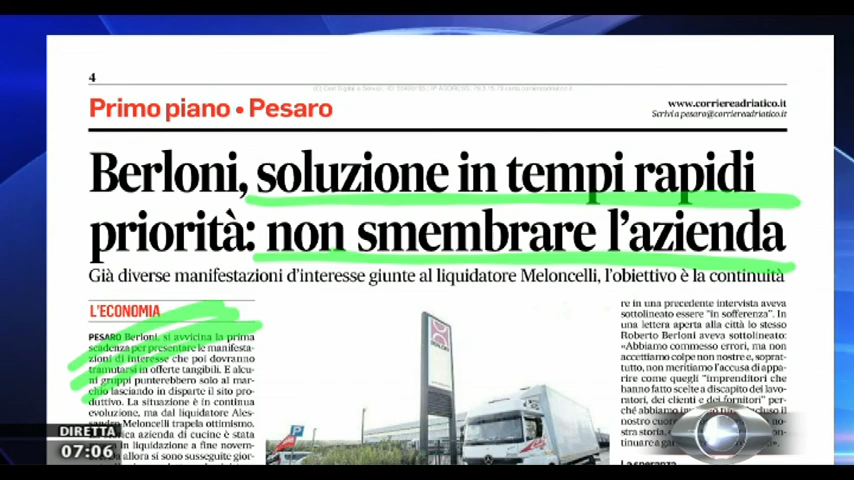 4
Primo piano • Pesaro
www.corriereadriatico.it
Scrivi a pesaro@corriereadriatico.it
Berloni, soluzione in tempi rapidi
priorità: non smembrare l'azienda
Già diverse manifestazioni d'interesse giunte al liquidatore Meloncelli, l'obiettivo è la continuità
L'ECONOMIA
PESARO Berloni, si avvicina la prima
scadenza per presentare le manifesta-
zioni di interesse che poi dovranno
tramutarsi in offerte tangibili. E alcu-
ni gruppi punterebbero solo al mar-
chio lasciando in disparte il sito pro-
duttivo. La situazione è in continua
evoluzione, ma dal liquidatore Ales-
Meloncelli trapela ottimismo.
azienda di cucine è stata
in liquidazione a fine novem-
allora si sono susseguite gior-
re in una precedente intervista aveva
sottolineato essere "in sofferenza". In
una lettera aperta alla città lo stesso
Roberto Berloni aveva sottolineato:
«Abbiamo commesso errori, ma non
accettiamo colpe non nostre e, soprat-
tutto, non meritiamo l'accusa di appa-
rire come quegli "imprenditori che
hanno fatto scelte a discapito dei lavo-
ratori, dei clienti e dei fornitori" per-
ché abbiamo
nostro cuore
stra storia,
continuare a
La speranza
P
DIRETTA
07:06